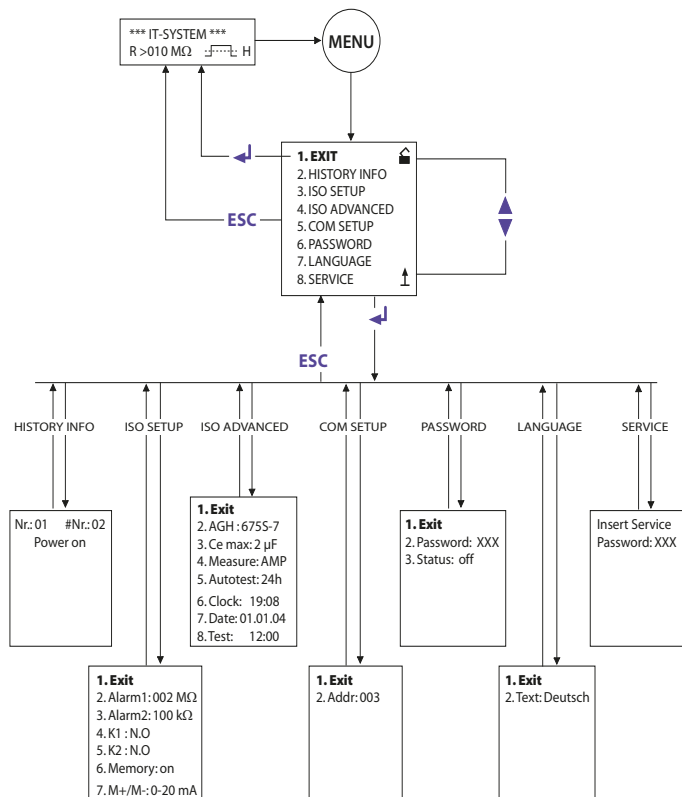 *** IT-SYSTEM ***
R >010 MΩ H
MENU
1. EXIT
2. HISTORY INFO
3. ISO SETUP
4. ISO ADVANCED
5. COM SETUP
6. PASSWORD
7. LANGUAGE
8. SERVICE
ESC
ESC
HISTORY INFO
ISO SETUP
ISO ADVANCED
COM SETUP
PASSWORD
LANGUAGE
SERVICE
Nr.: 01 #Nr.: 02
Power on
1. Exit
2. AGH : 675S-7
3. Ce max: 2 µF
4. Measure: AMP
5. Autotest: 24h
6. Clock: 19:08
7. Date: 01.01.04
8. Test: 12:00
1. Exit
2. Password: XXX
3. Status: off
Insert Service
Password: XXX
1. Exit
2. Alarm1: 002 MΩ
3. Alarm2: 100 kΩ
4. K1 : N.O
5. K2 : N.O
6. Memory: on
7. M+/M-: 0-20 mA
1. Exit
2. Addr: 003
1. Exit
2. Text: Deutsch